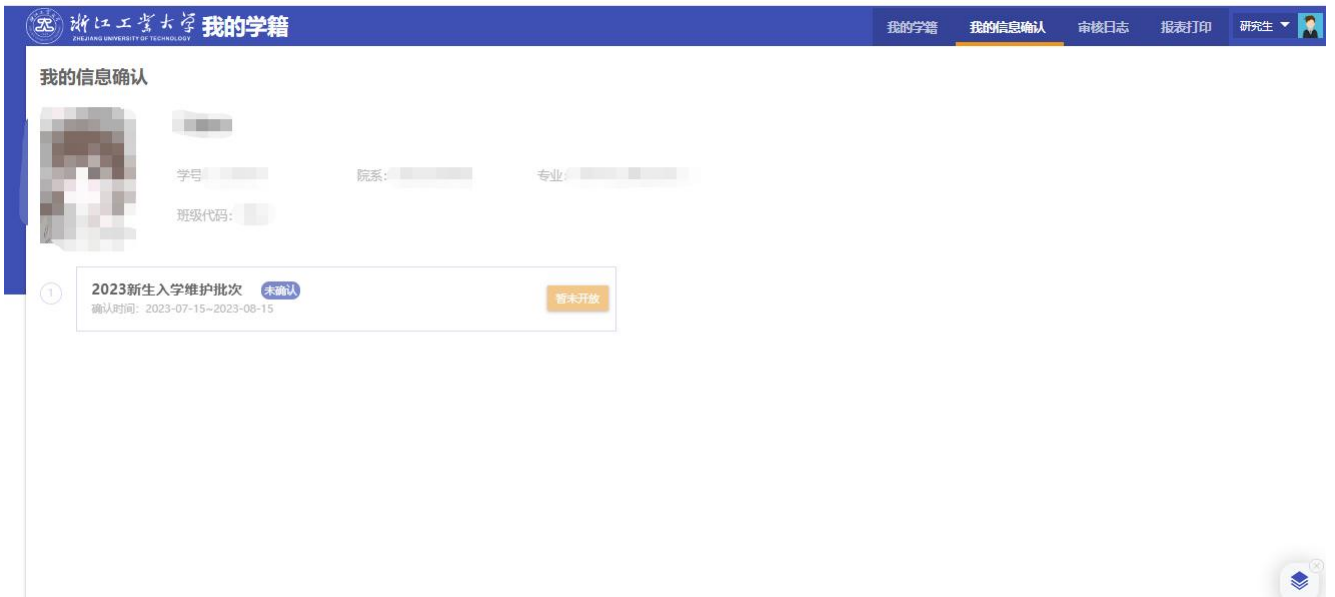 浙江工业大学 我的学籍 我的学籍 我的信息确认 审核日志 报表打印 研究生
ZHEJIANG UNIVERSITY OF TECHNOLOGY
我的信息确认
学号 院系: 专业:
班级代码:
1 2023新生入学维护批次 未确认 暂未开放
确认时间: 2023-07-15~2023-08-15